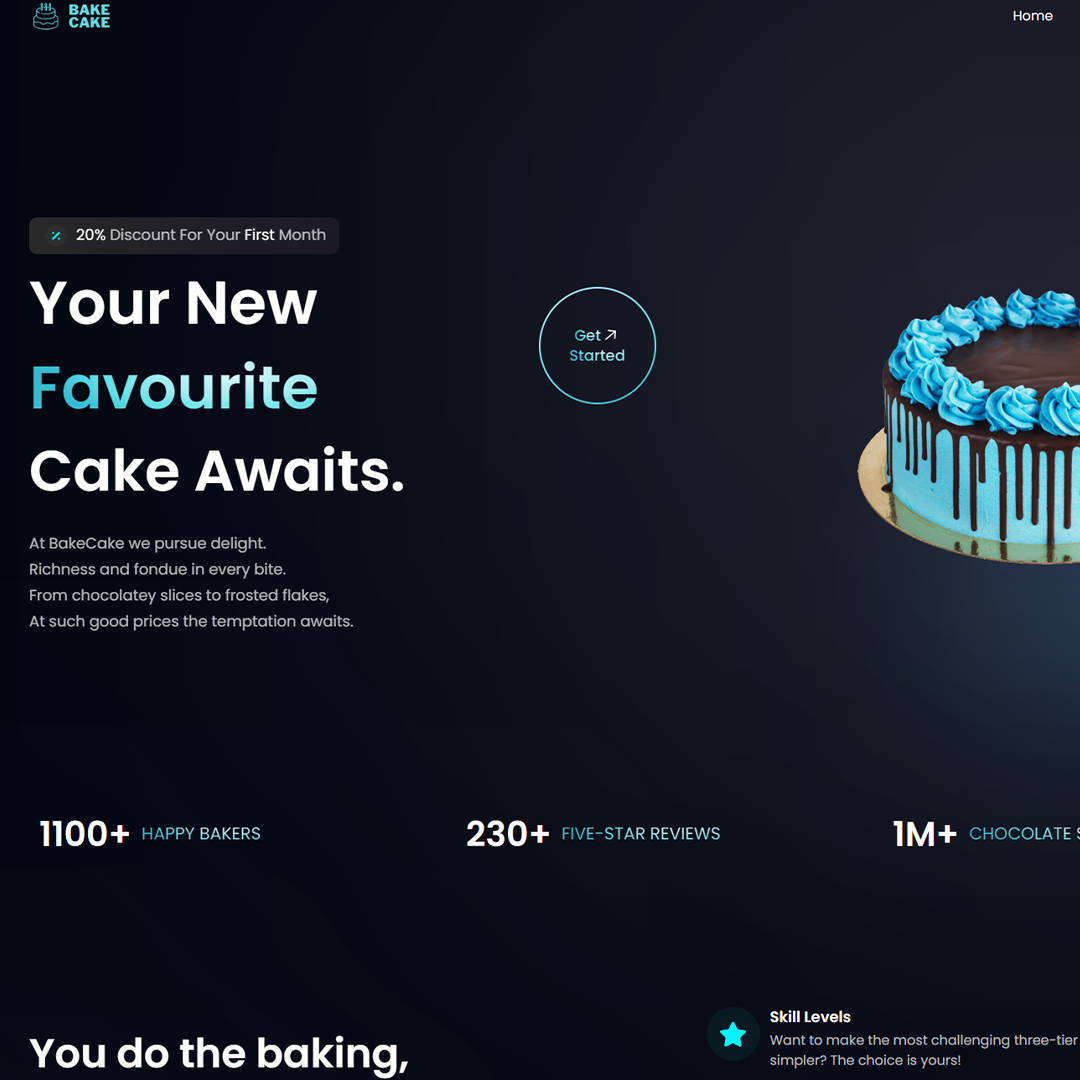 BAKE
CAKE
Home
20% Discount For Your First Month
Your New
Favourite
Cake Awaits.
Get
Started
At BakeCake we pursue delight.
Richness and fondue in every bite.
From chocolatey slices to frosted flakes,
At such good prices the temptation awaits.
1100+ HAPPY BAKERS
230+ FIVE-STAR REVIEWS
1M+ CHOCOLATE
You do the baking,
Skill Levels
Want to make the most challenging three-tier
simpler? The choice is yours!